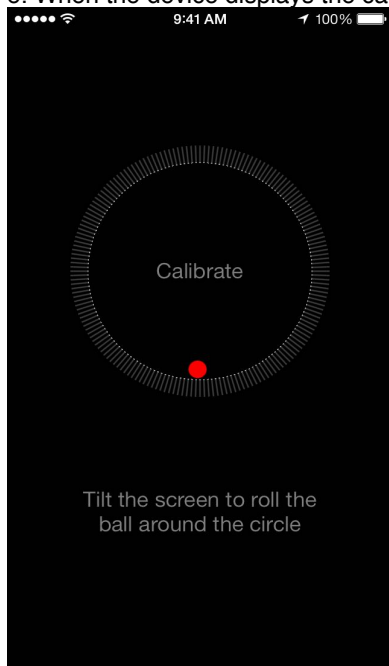 9:41 AM
100%
Calibrate
Tilt the screen to roll the
ball around the circle